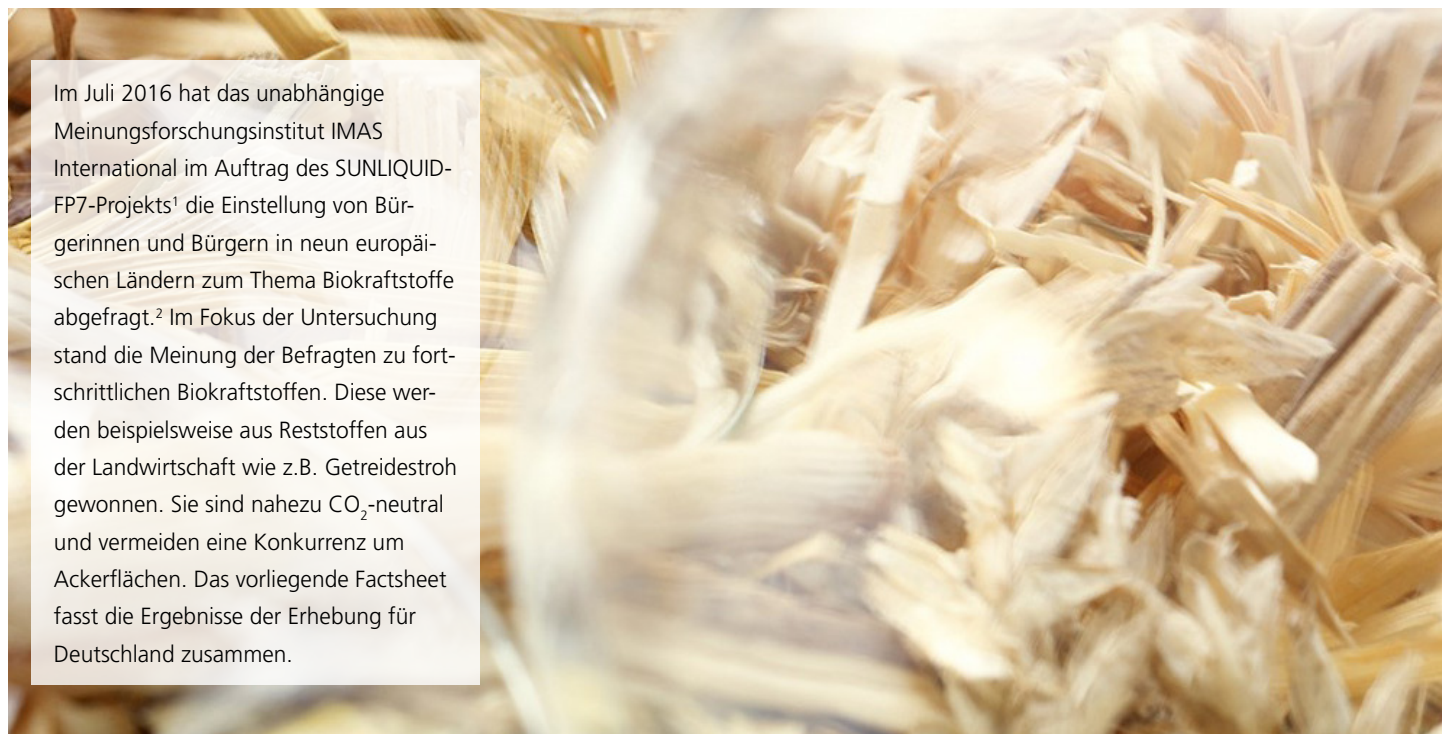 Im Juli 2016 hat das unabhängige
Meinungsforschungsinstitut IMAS
International im Auftrag des SUNLIQUID-
FP7-Projekts¹ die Einstellung von Bür-
gerinnen und Bürgern in neun europäi-
schen Ländern zum Thema Biokraftstoffe
abgefragt.² Im Fokus der Untersuchung
stand die Meinung der Befragten zu fort-
schrittlichen Biokraftstoffen. Diese wer-
den beispielsweise aus Reststoffen aus
der Landwirtschaft wie z.B. Getreidestroh
gewonnen. Sie sind nahezu CO₂-neutral
und vermeiden eine Konkurrenz um
Ackerflächen. Das vorliegende Factsheet
fasst die Ergebnisse der Erhebung für
Deutschland zusammen.